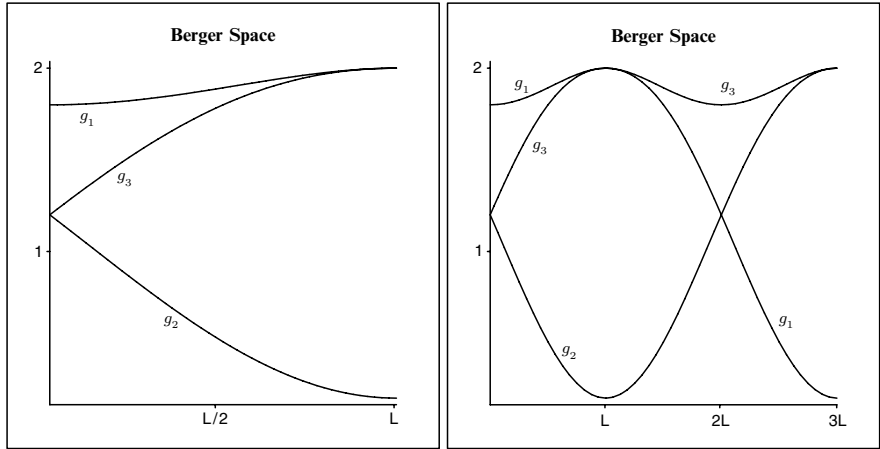 Berger Space
2
g₁
g₃
1
g₂
L/2
L
Berger Space
2
g₁
g₃
g₃
1
g₂
g₁
L
2L
3L